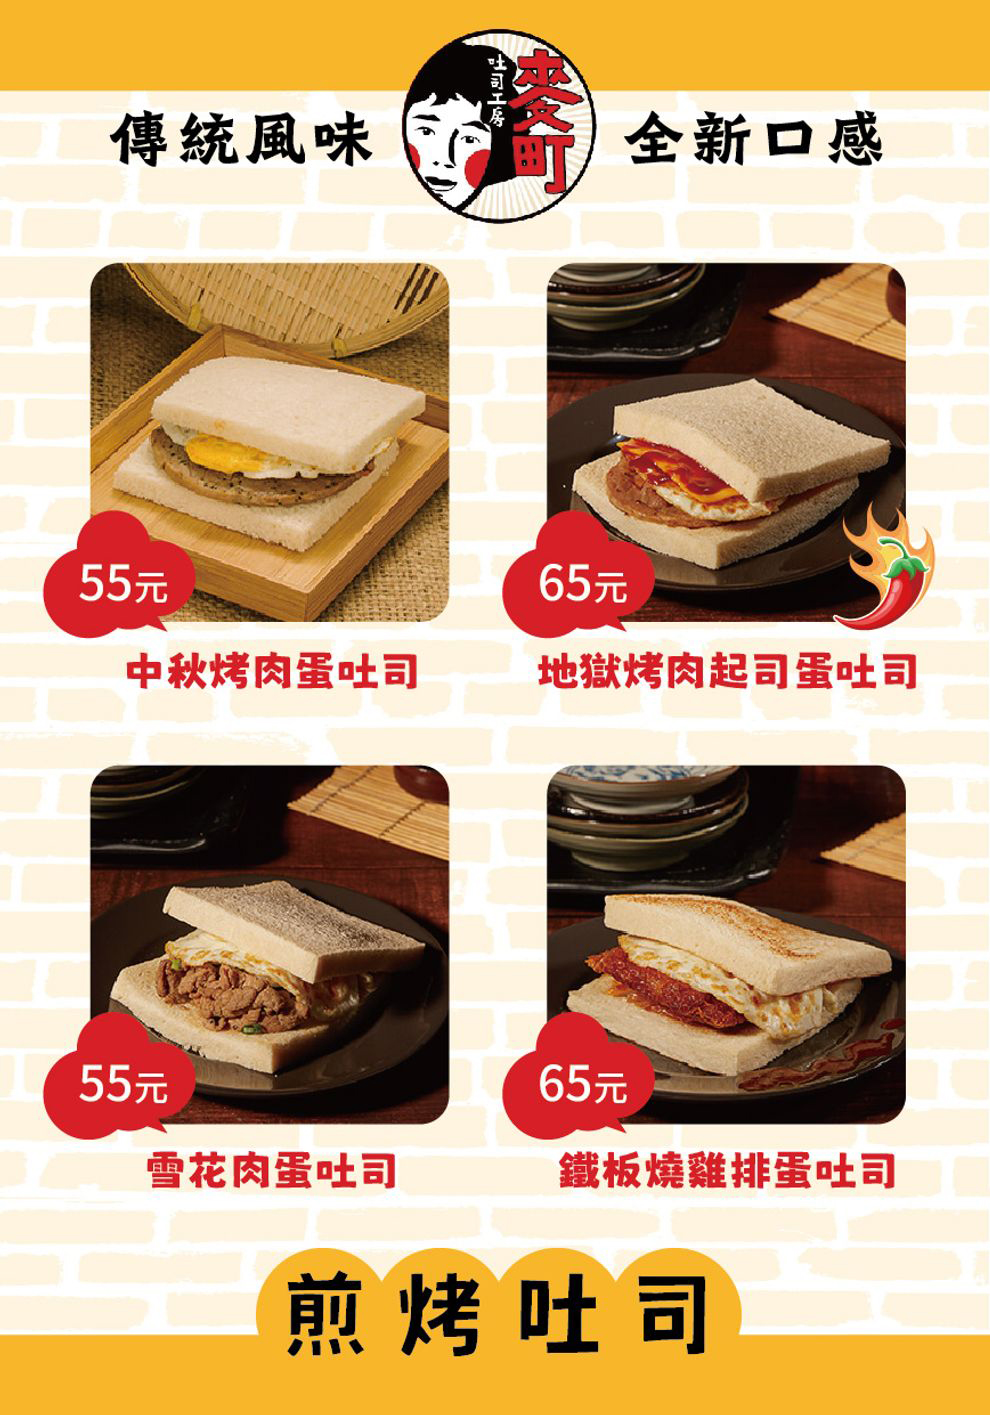 傳統風味
吐司工房
麥町
全新口感
55元
65元
中秋烤肉蛋吐司
地獄烤肉起司蛋吐司
55元
65元
雪花肉蛋吐司
鐵板燒雞排蛋吐司
煎烤吐司